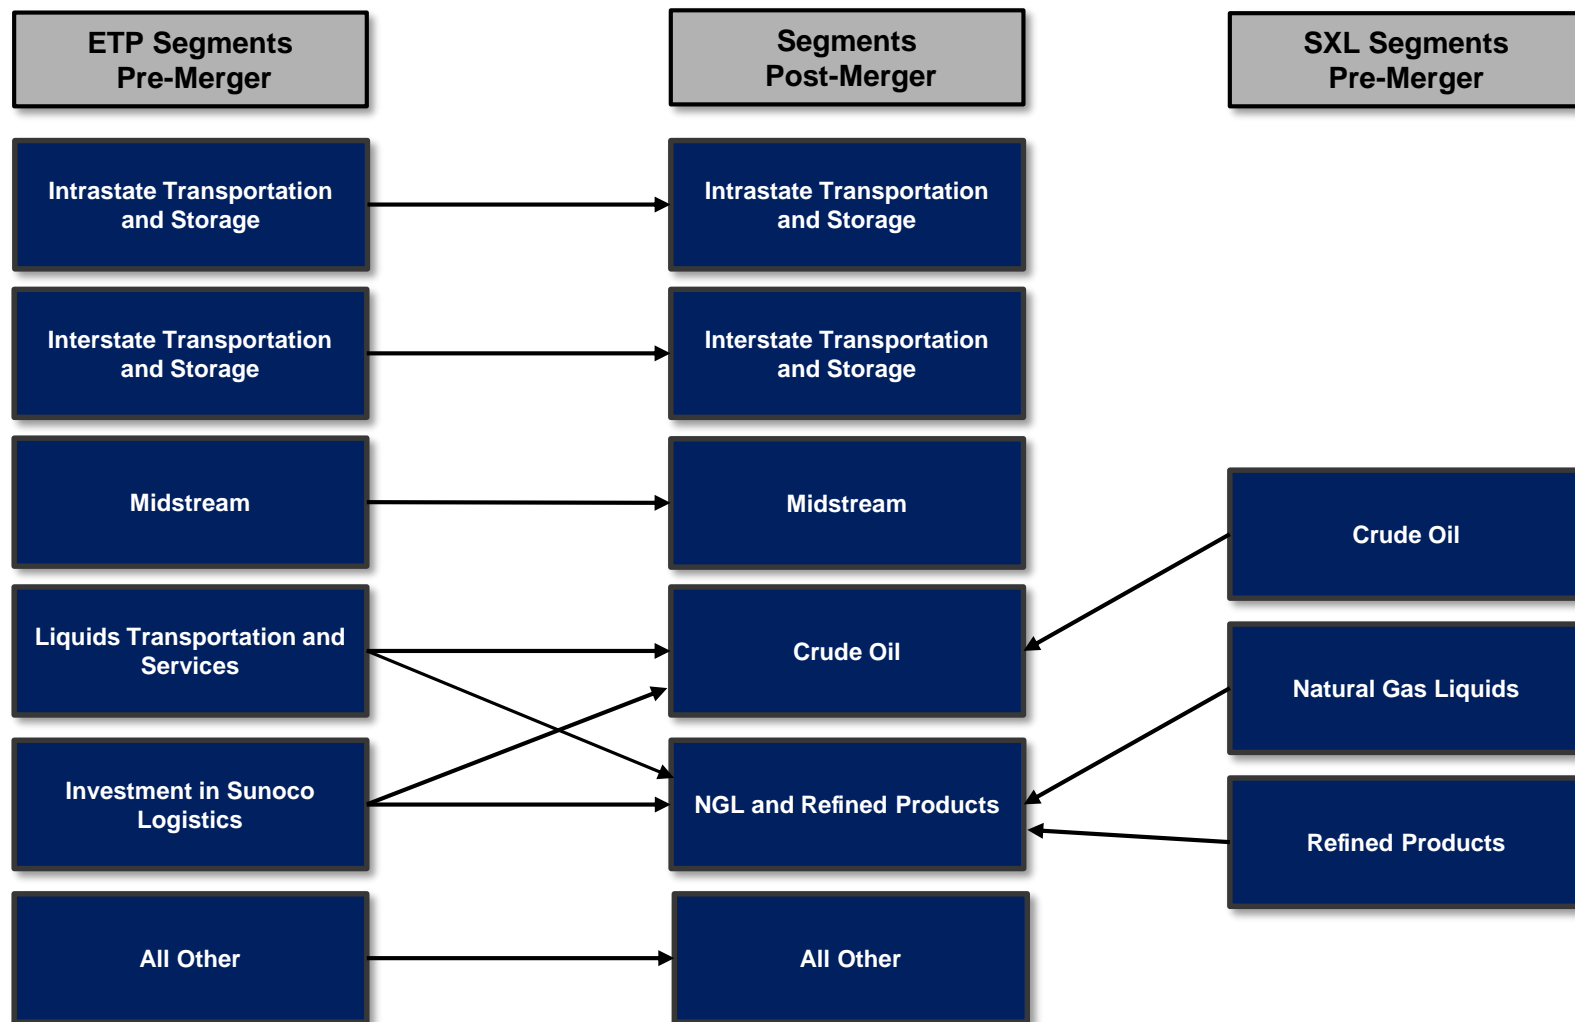 ETP Segments
Pre-Merger
Segments
Post-Merger
SXL Segments
Pre-Merger
Intrastate Transportation
and Storage
Intrastate Transportation
and Storage
Interstate Transportation
and Storage
Interstate Transportation
and Storage
Midstream
Midstream
Crude Oil
Liquids Transportation and
Services
Crude Oil
Natural Gas Liquids
Investment in Sunoco
Logistics
NGL and Refined Products
Refined Products
All Other
All Other